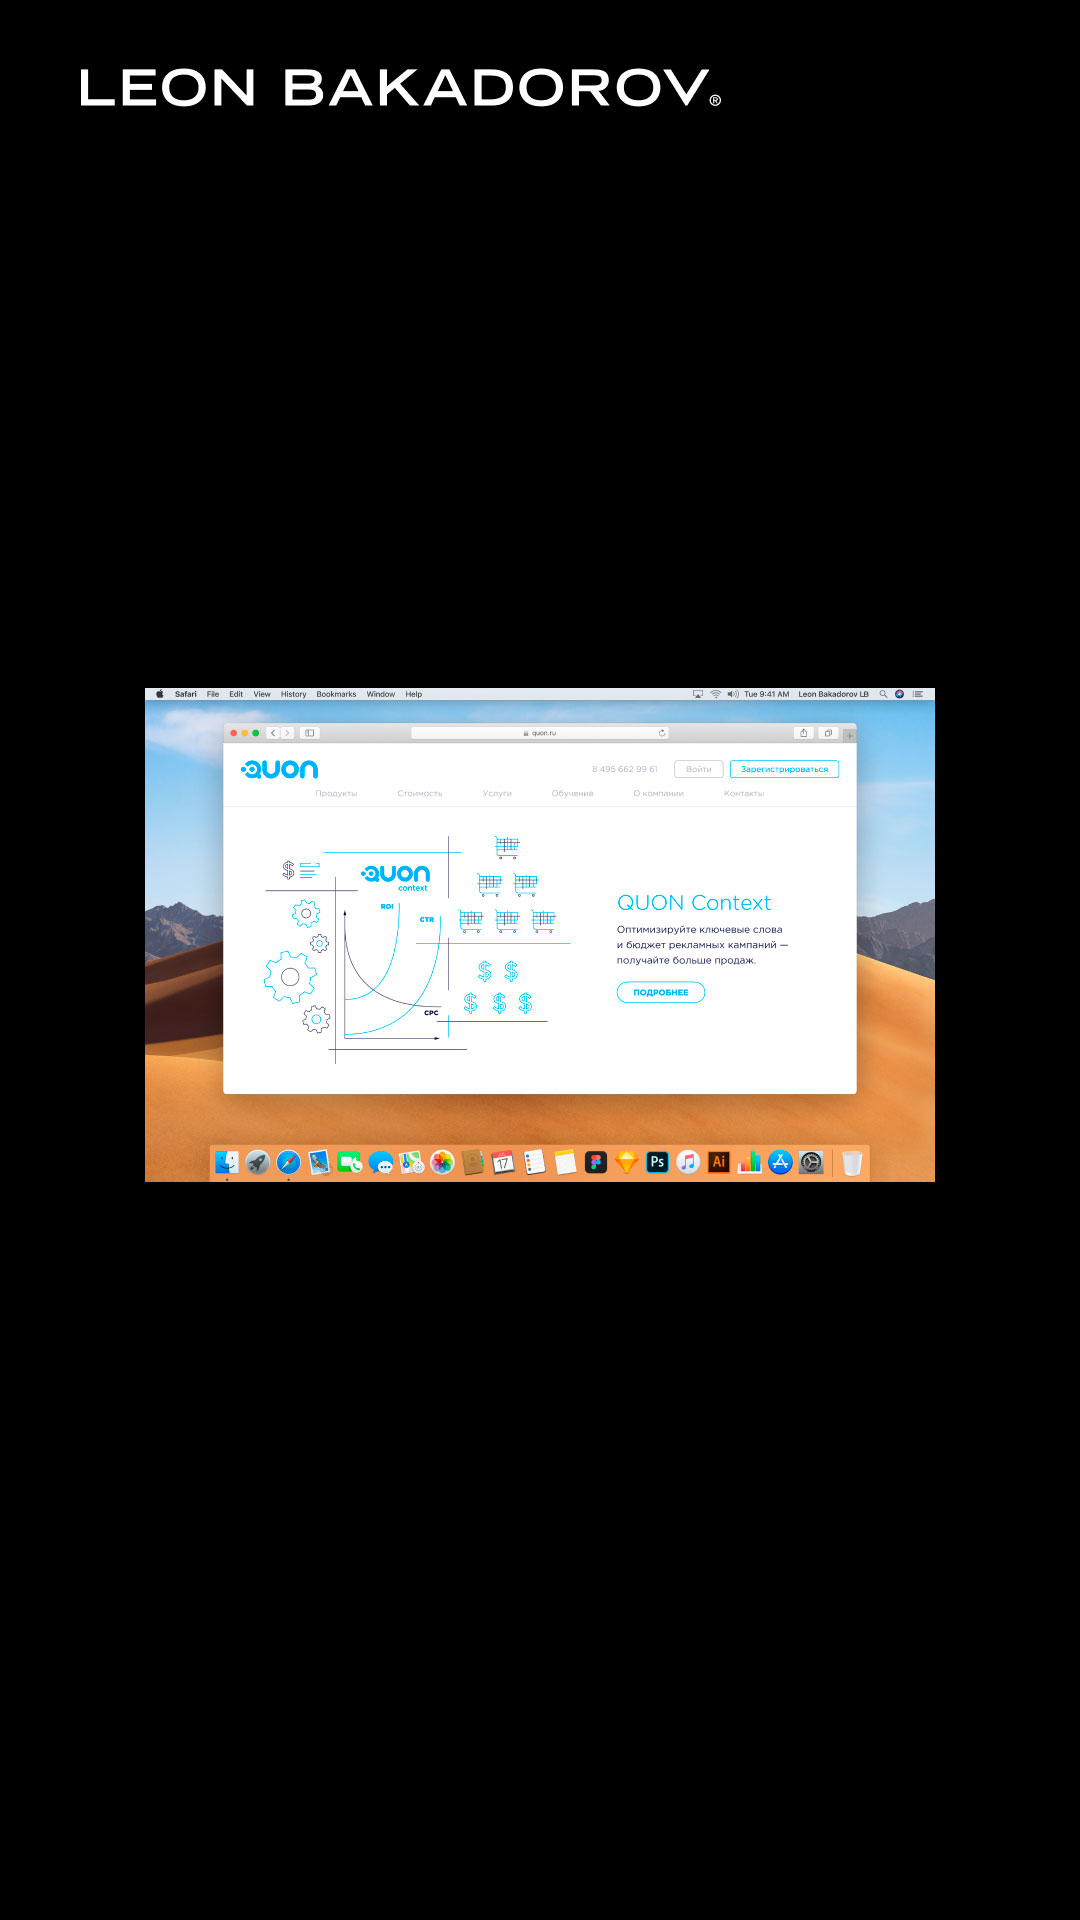 LEON BAKADOROV®
Safari File Edit View History Bookmarks Window Help
Tue 9:41 AM Leon Bakadorov LB
quon.ru
QUON
8 495 662 99 61
Войти
Зарегистрироваться
Продукты Стоимость Услуги Обучение О компании Контакты
$
QUON
context
ROI
CTR
CPC
$ $
$ $ $
QUON Context
Оптимизируйте ключевые слова
и бюджет рекламных кампаний —
получайте больше продаж.
ПОДРОБНЕЕ
17
Ps
Ai